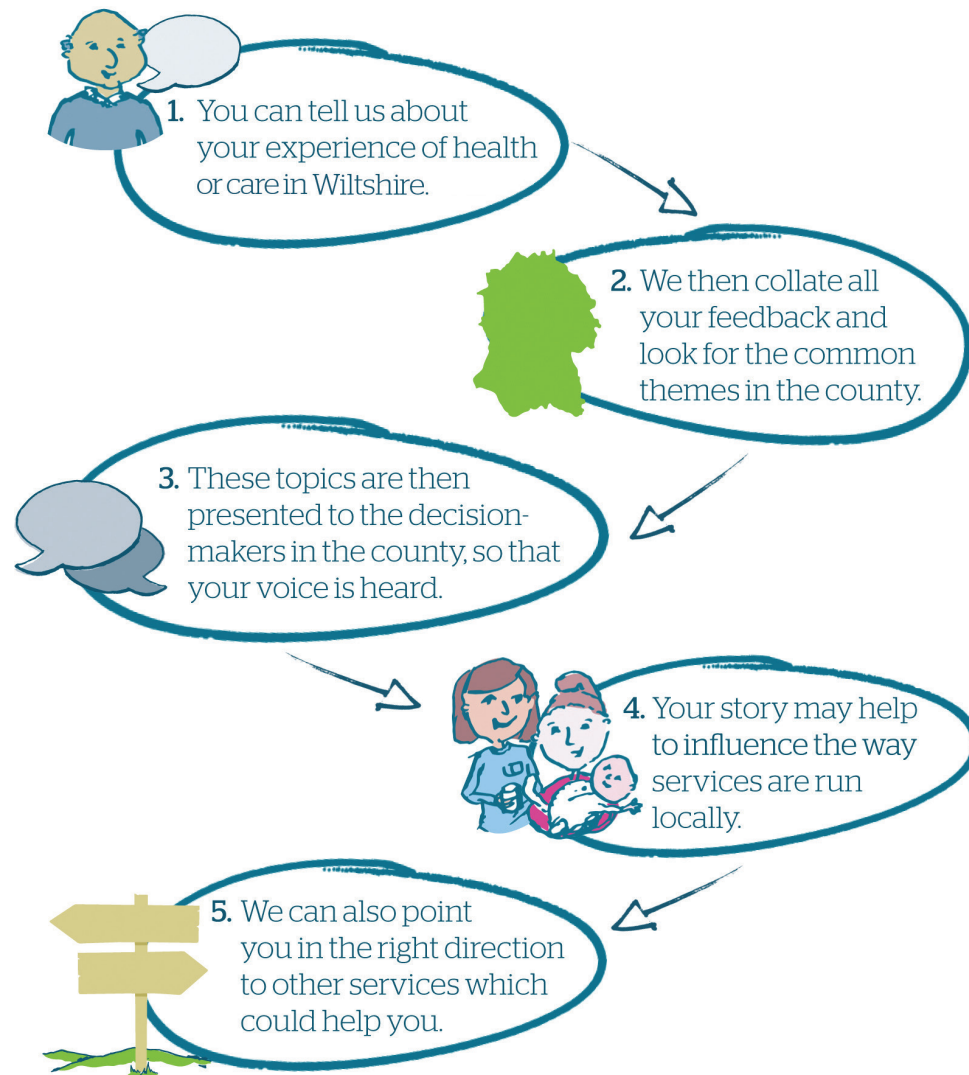 1. You can tell us about
your experience of health
or care in Wiltshire.
2. We then collate all
your feedback and
look for the common
themes in the county.
3. These topics are then
presented to the decision-
makers in the county, so that
your voice is heard.
4. Your story may help
to influence the way
services are run
locally.
5. We can also point
you in the right direction
to other services which
could help you.